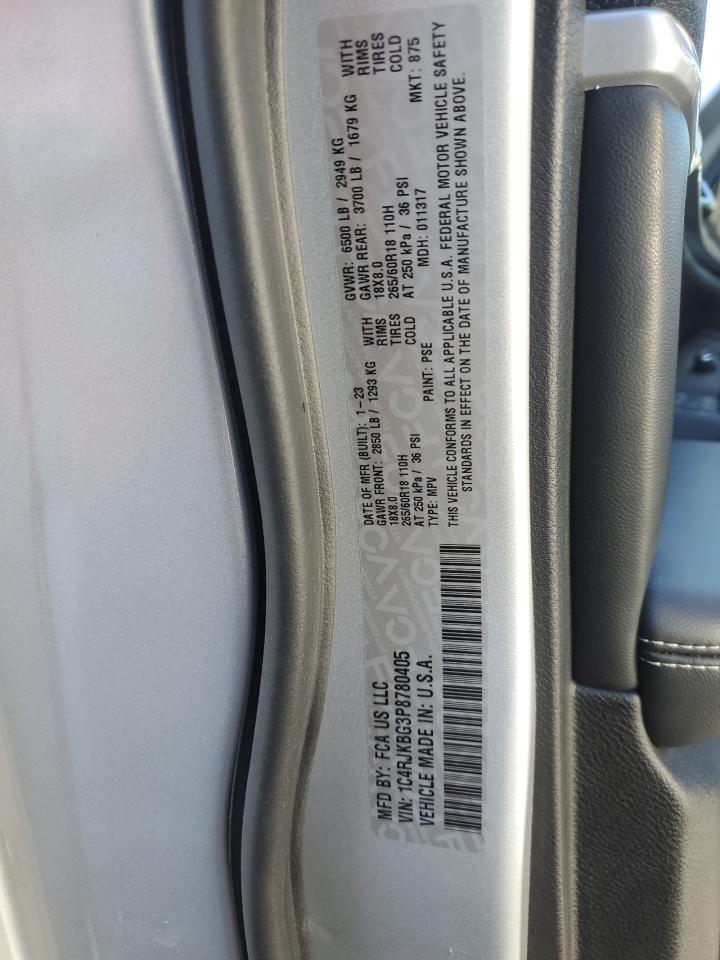 MFD BY: FCA US LLC
VIN: 1C4RJKBG3P8780405
VEHICLE MADE IN: U.S.A.
DATE OF MFR (BUILT): 1-23 GVWR: 6500 LB / 2949 KG
GAWR FRONT: 2850 LB / 1293 KG WITH GAWR REAR: 3700 LB / 1679 KG WITH
18X8.0 RIMS 18X8.0 RIMS
265/60R18 110H TIRES 265/60R18 110H TIRES
AT 250 kPa / 36 PSI COLD AT 250 kPa / 36 PSI COLD
TYPE: MPV PAINT: PSE MDH: 011317 MKT: 875
THIS VEHICLE CONFORMS TO ALL APPLICABLE U.S.A. FEDERAL MOTOR VEHICLE SAFETY
STANDARDS IN EFFECT ON THE DATE OF MANUFACTURE SHOWN ABOVE.